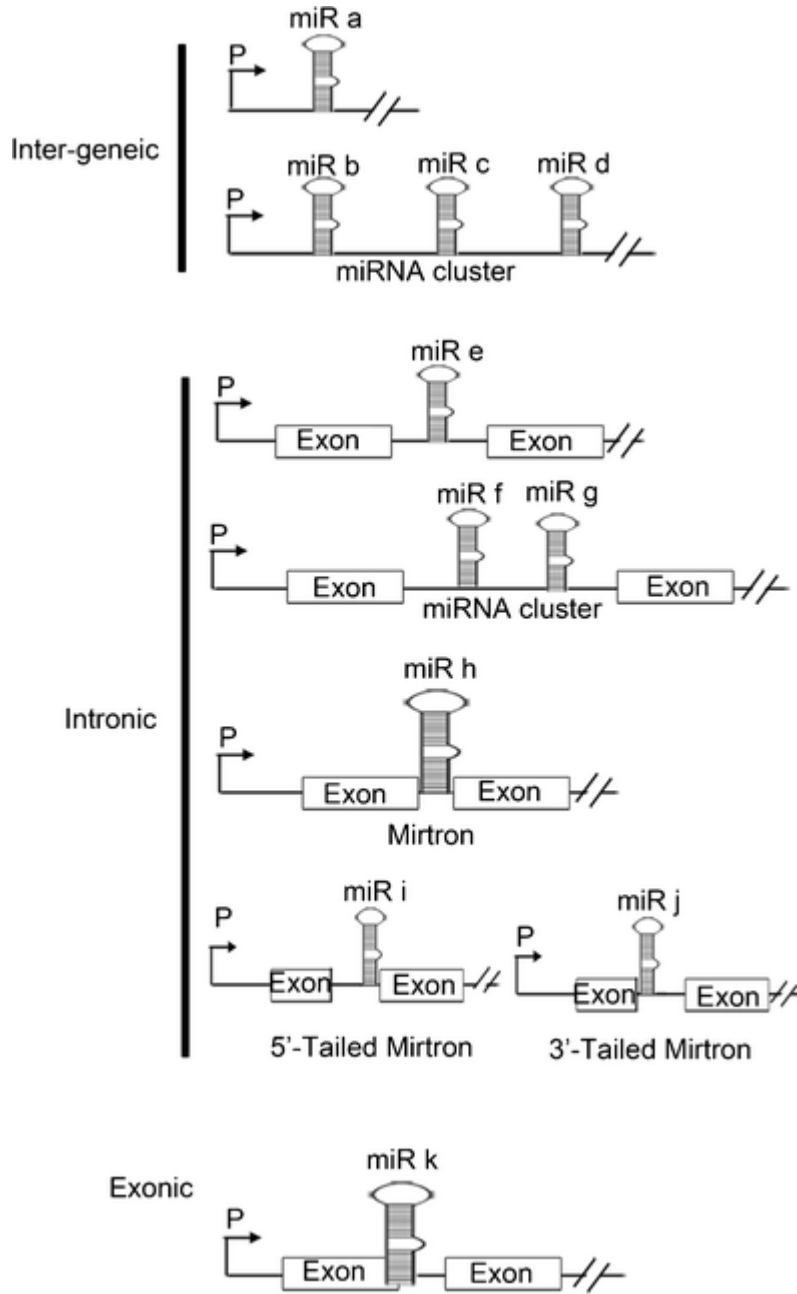 miR a
P
Inter-geneic
miR b miR c miR d
P
miRNA cluster
miR e
P
Exon Exon
miR f miR g
P
Exon Exon
miRNA cluster
miR h
Intronic
P
Exon Exon
Mirtron
miR i miR j
P P
Exon Exon Exon Exon
5'-Tailed Mirtron 3'-Tailed Mirtron
miR k
Exonic
P
Exon Exon